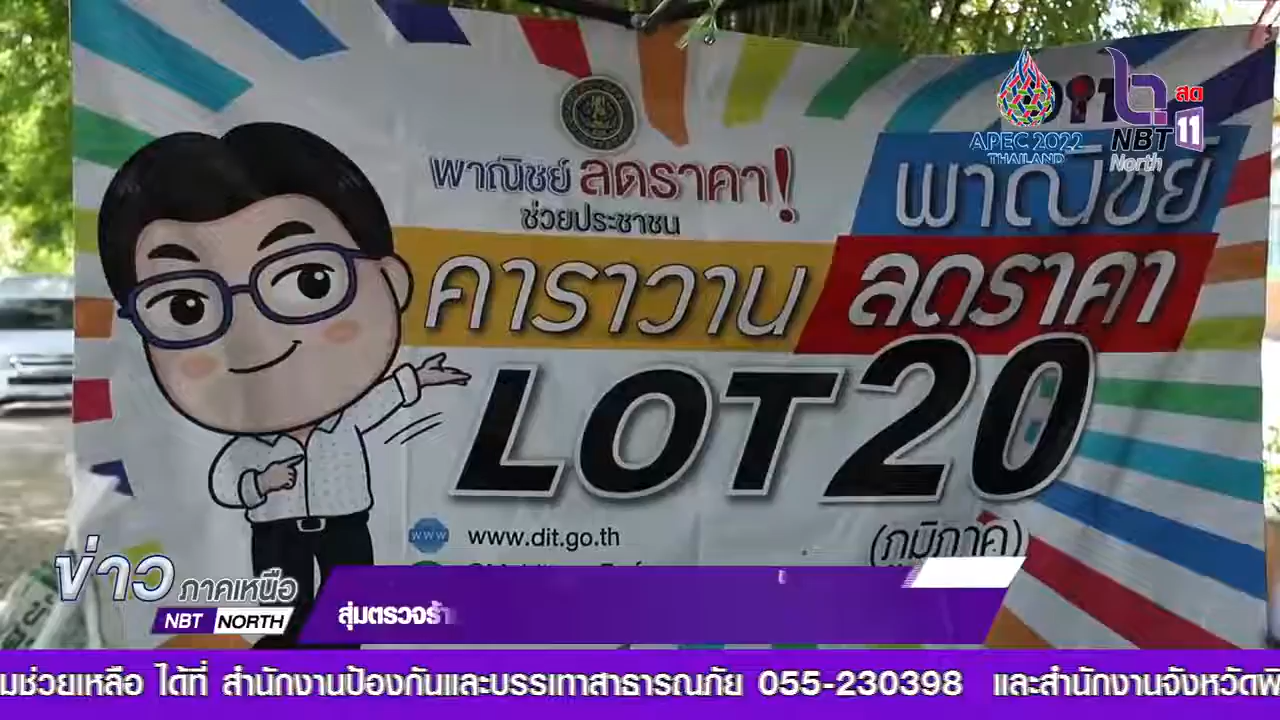 พาณิชย์ ลดราคา!
ช่วยประชาชน
APEC 2022
THAILAND
NBT
North
สด
11
พาณิชย์
คาราวาน ลดราคา
LOT20
(ภูมิภาค)
www www.dit.go.th
ข่าว ภาคเหนือ
NBT NORTH
สุ่มตรวจร้า
มช่วยเหลือ ได้ที่ สำนักงานป้องกันและบรรเทาสาธารณภัย 055-230398 และสำนักงานจังหวัดพิ